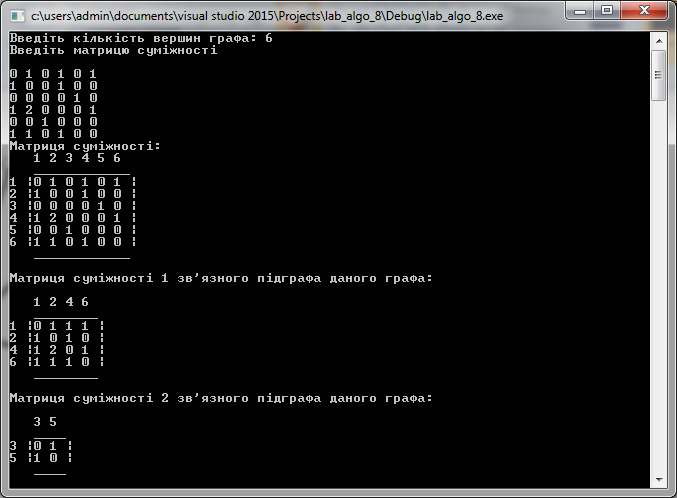 c:\users\admin\documents\visual studio 2015\Projects\lab_algo_8\Debug\lab_algo_8.exe
Введіть кількість вершин графа: 6
Введіть матрицю суміжності
0 1 0 1 0 1
1 0 0 1 0 0
0 0 0 0 1 0
1 2 0 0 0 1
0 0 1 0 0 0
1 1 0 1 0 0
Матриця суміжності:
1 2 3 4 5 6
_____________
1 ¦0 1 0 1 0 1 ¦
2 ¦1 0 0 1 0 0 ¦
3 ¦0 0 0 0 1 0 ¦
4 ¦1 2 0 0 0 1 ¦
5 ¦0 0 1 0 0 0 ¦
6 ¦1 1 0 1 0 0 ¦
____________
Матриця суміжності 1 зв'язного підграфа даного графа:
1 2 4 6
________
1 ¦0 1 1 1 ¦
2 ¦1 0 1 0 ¦
4 ¦1 2 0 1 ¦
6 ¦1 1 1 0 ¦
________
Матриця суміжності 2 зв'язного підграфа даного графа:
3 5
____
3 ¦0 1 ¦
5 ¦1 0 ¦
____